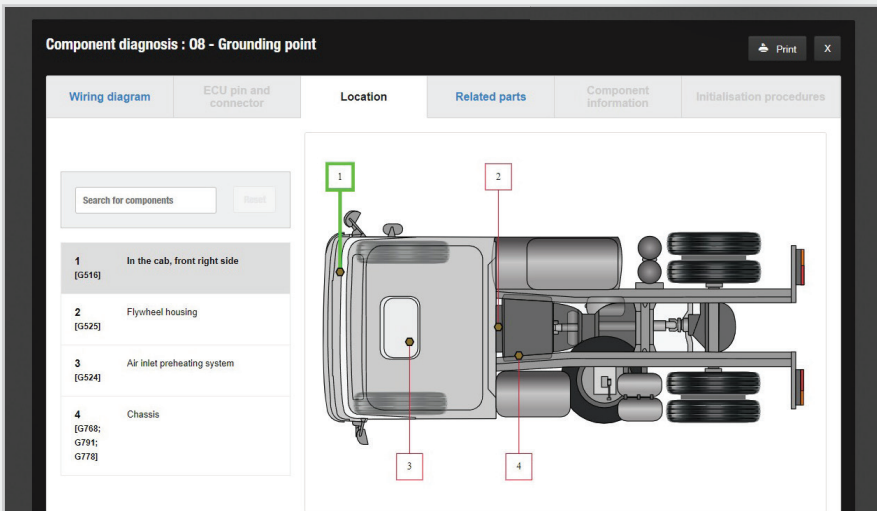 Component diagnosis : 08 - Grounding point
Print
X
Wiring diagram
ECU pin and
connector
Location
Related parts
Component
information
Initialisation procedures
Search for components
Reset
1
In the cab, front right side
[G516]
2
Flywheel housing
[G525]
3
Air inlet preheating system
[G524]
4
Chassis
[G768;
G791;
G778]
1
2
3
4